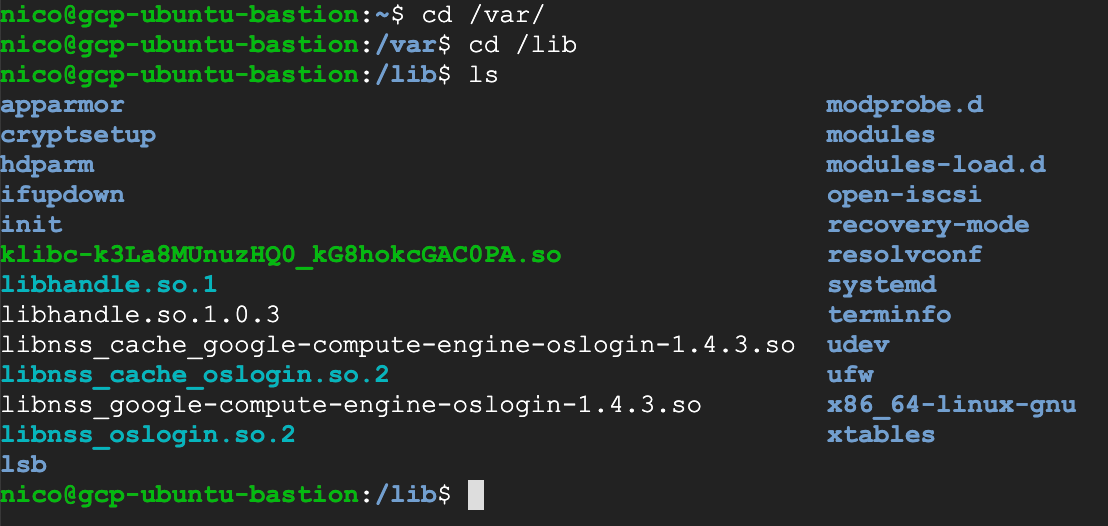 nico@gcp-ubuntu-bastion:~$ cd /var/
nico@gcp-ubuntu-bastion:/var$ cd /lib
nico@gcp-ubuntu-bastion:/lib$ ls
apparmor modprobe.d
cryptsetup modules
hdparm modules-load.d
ifupdown open-iscsi
init recovery-mode
klibc-k3La8MUnuzHQ0_kG8hokcGAC0PA.so resolvconf
libhandle.so.1 systemd
libhandle.so.1.0.3 terminfo
libnss_cache_google-compute-engine-oslogin-1.4.3.so udev
libnss_cache_oslogin.so.2 ufw
libnss_google-compute-engine-oslogin-1.4.3.so x86_64-linux-gnu
libnss_oslogin.so.2 xtables
lsb
nico@gcp-ubuntu-bastion:/lib$